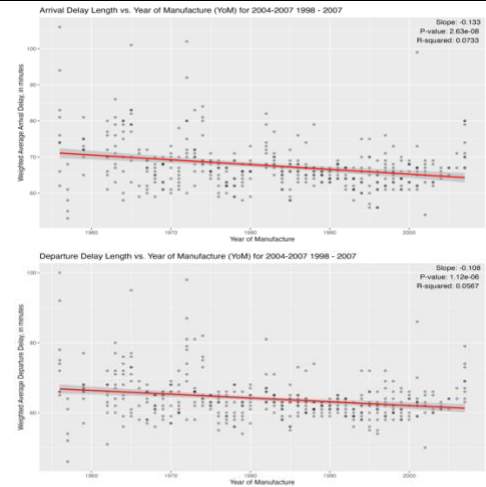 Arrival Delay Length vs. Year of Manufacture (YoM) for 2004-2007 1998 - 2007
Slope: -0.133
P-value: 2.63e-08
R-squared: 0.0733
Weighted Average Arrival Delay, in minutes
100
90
80
70
60
1960 1970 1980 1990 2000
Year of Manufacture
Departure Delay Length vs. Year of Manufacture (YoM) for 2004-2007 1998 - 2007
Slope: -0.108
P-value: 1.12e-06
R-squared: 0.0567
Weighted Average Departure Delay, in minutes
100
80
60
1960 1970 1980 1990 2000
Year of Manufacture